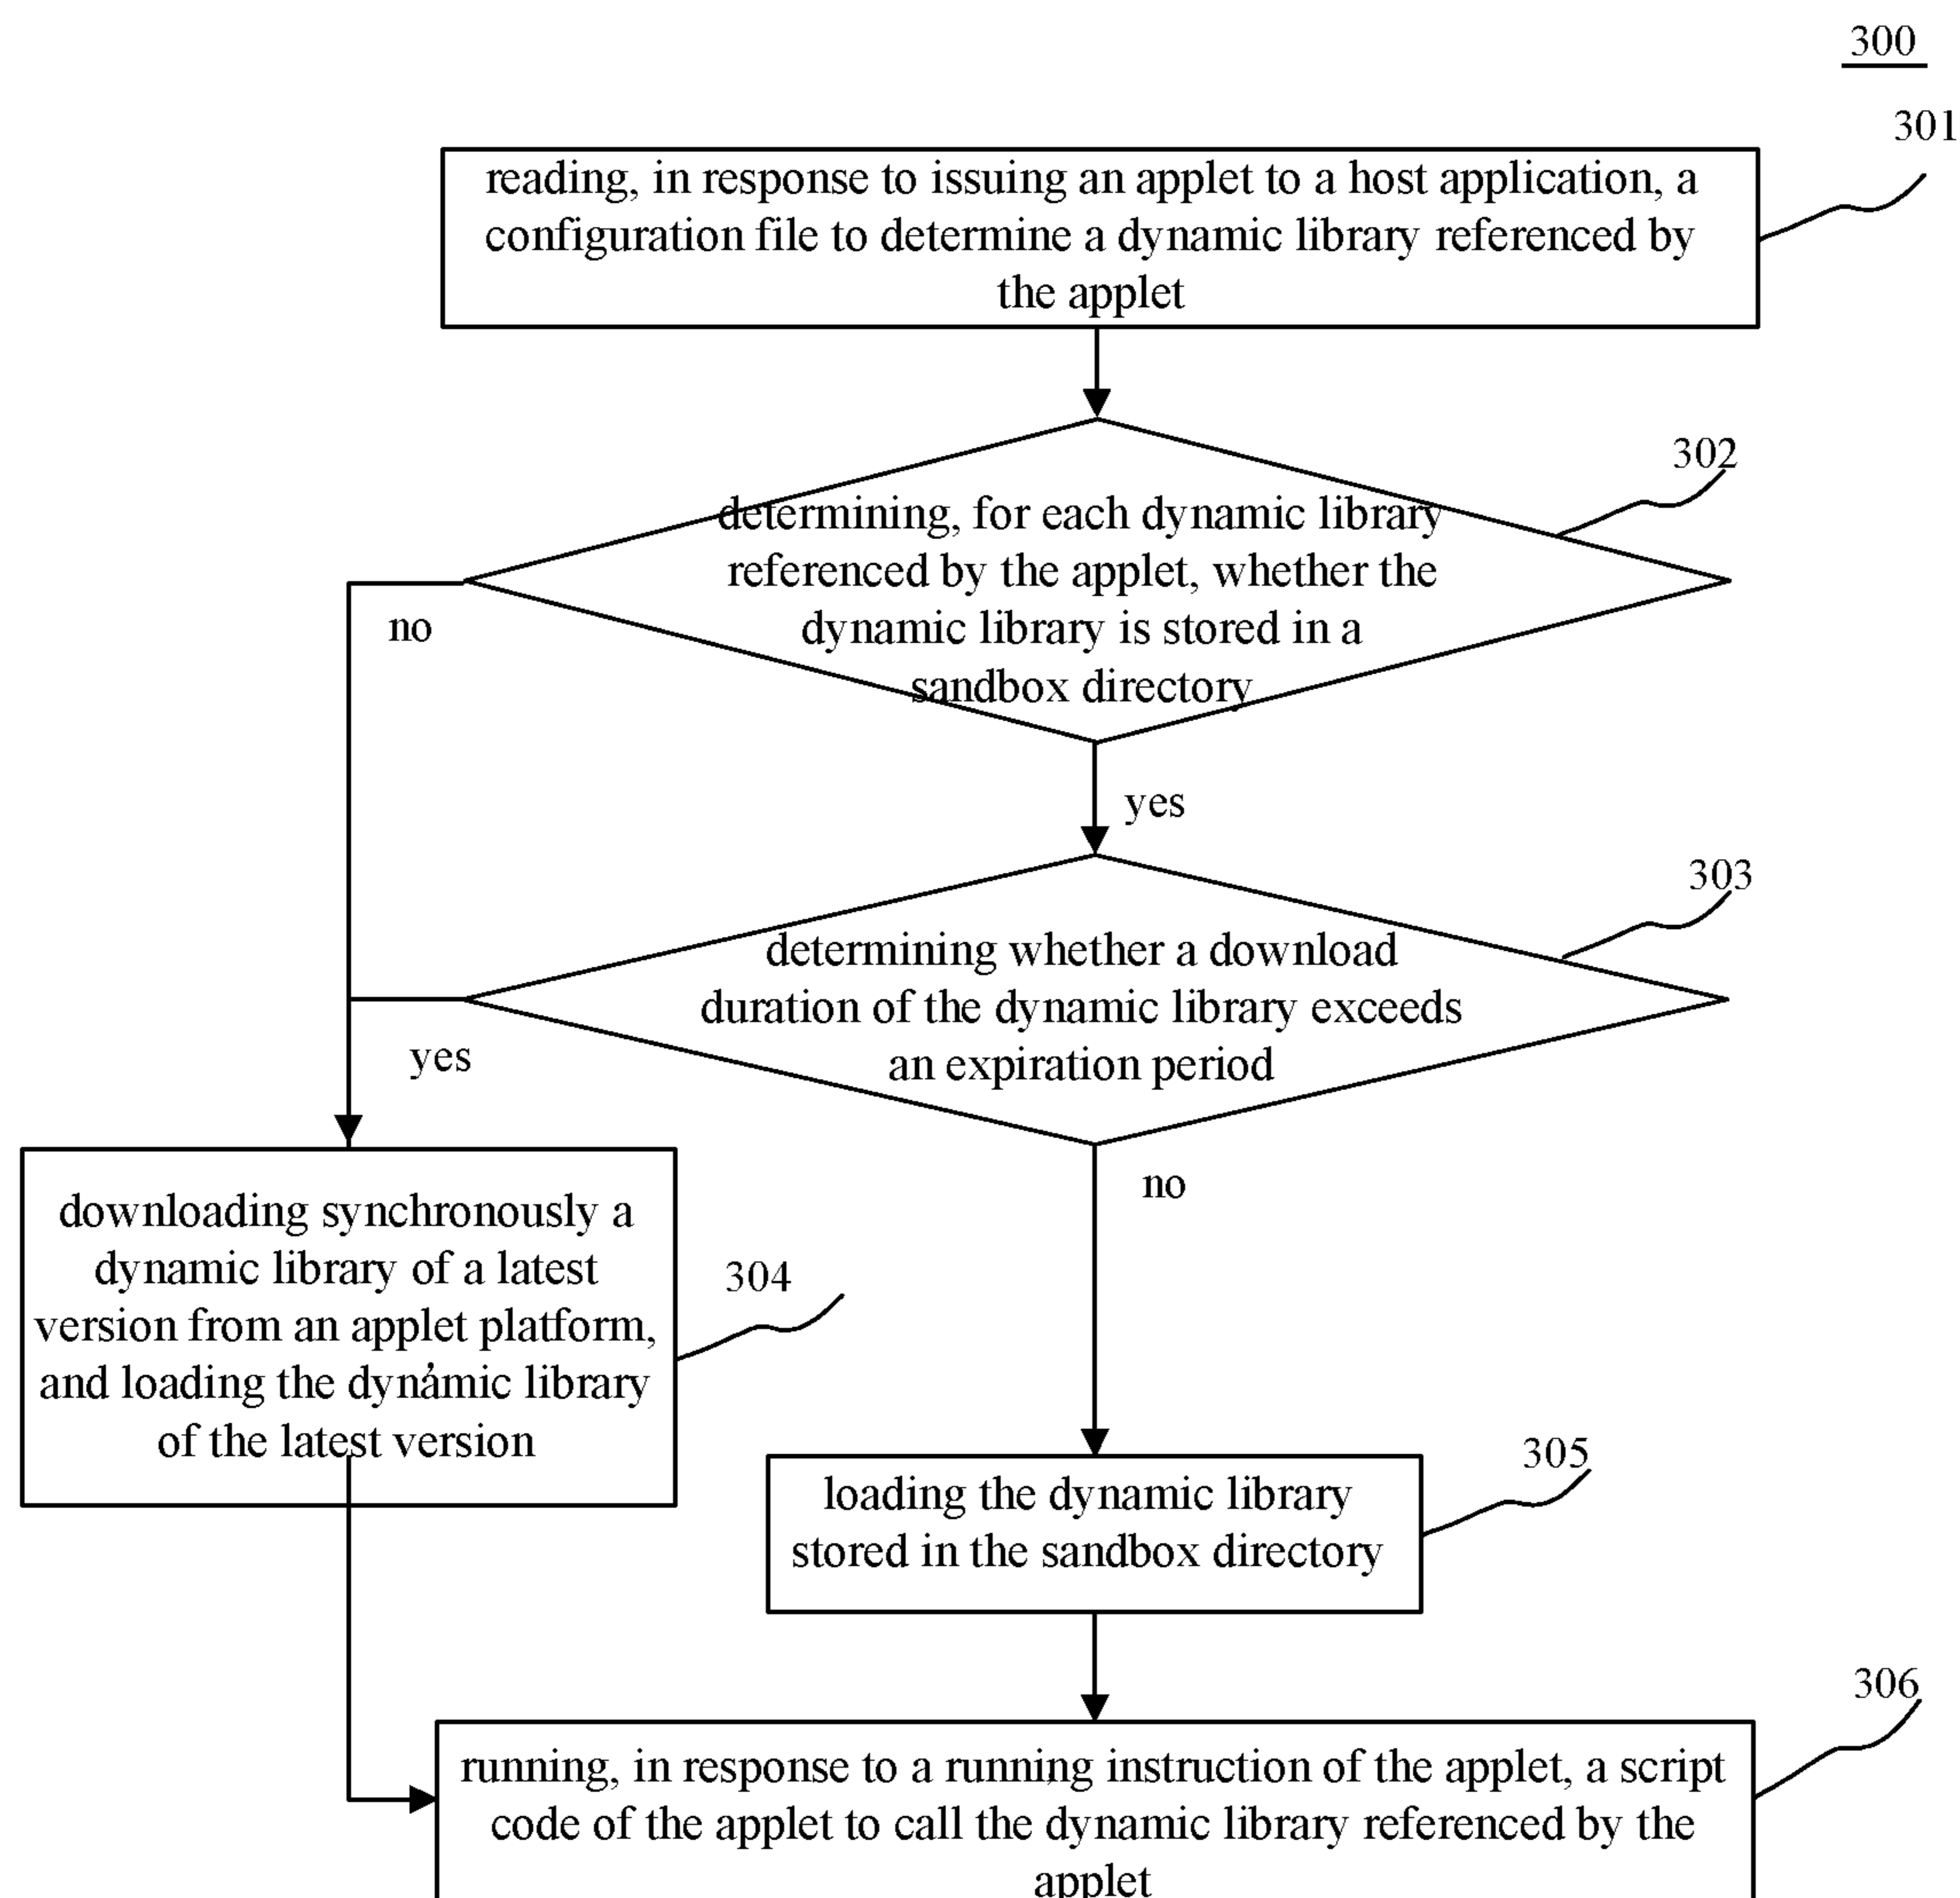 300
301
reading, in response to issuing an applet to a host application, a
configuration file to determine a dynamic library referenced by
the applet
302
determining, for each dynamic library
referenced by the applet, whether the
dynamic library is stored in a
sandbox directory
no
yes
303
determining whether a download
duration of the dynamic library exceeds
an expiration period
yes
no
downloading synchronously a
dynamic library of a latest
version from an applet platform,
and loading the dynamic library
of the latest version
304
305
loading the dynamic library
stored in the sandbox directory
306
running, in response to a running instruction of the applet, a script
code of the applet to call the dynamic library referenced by the
applet